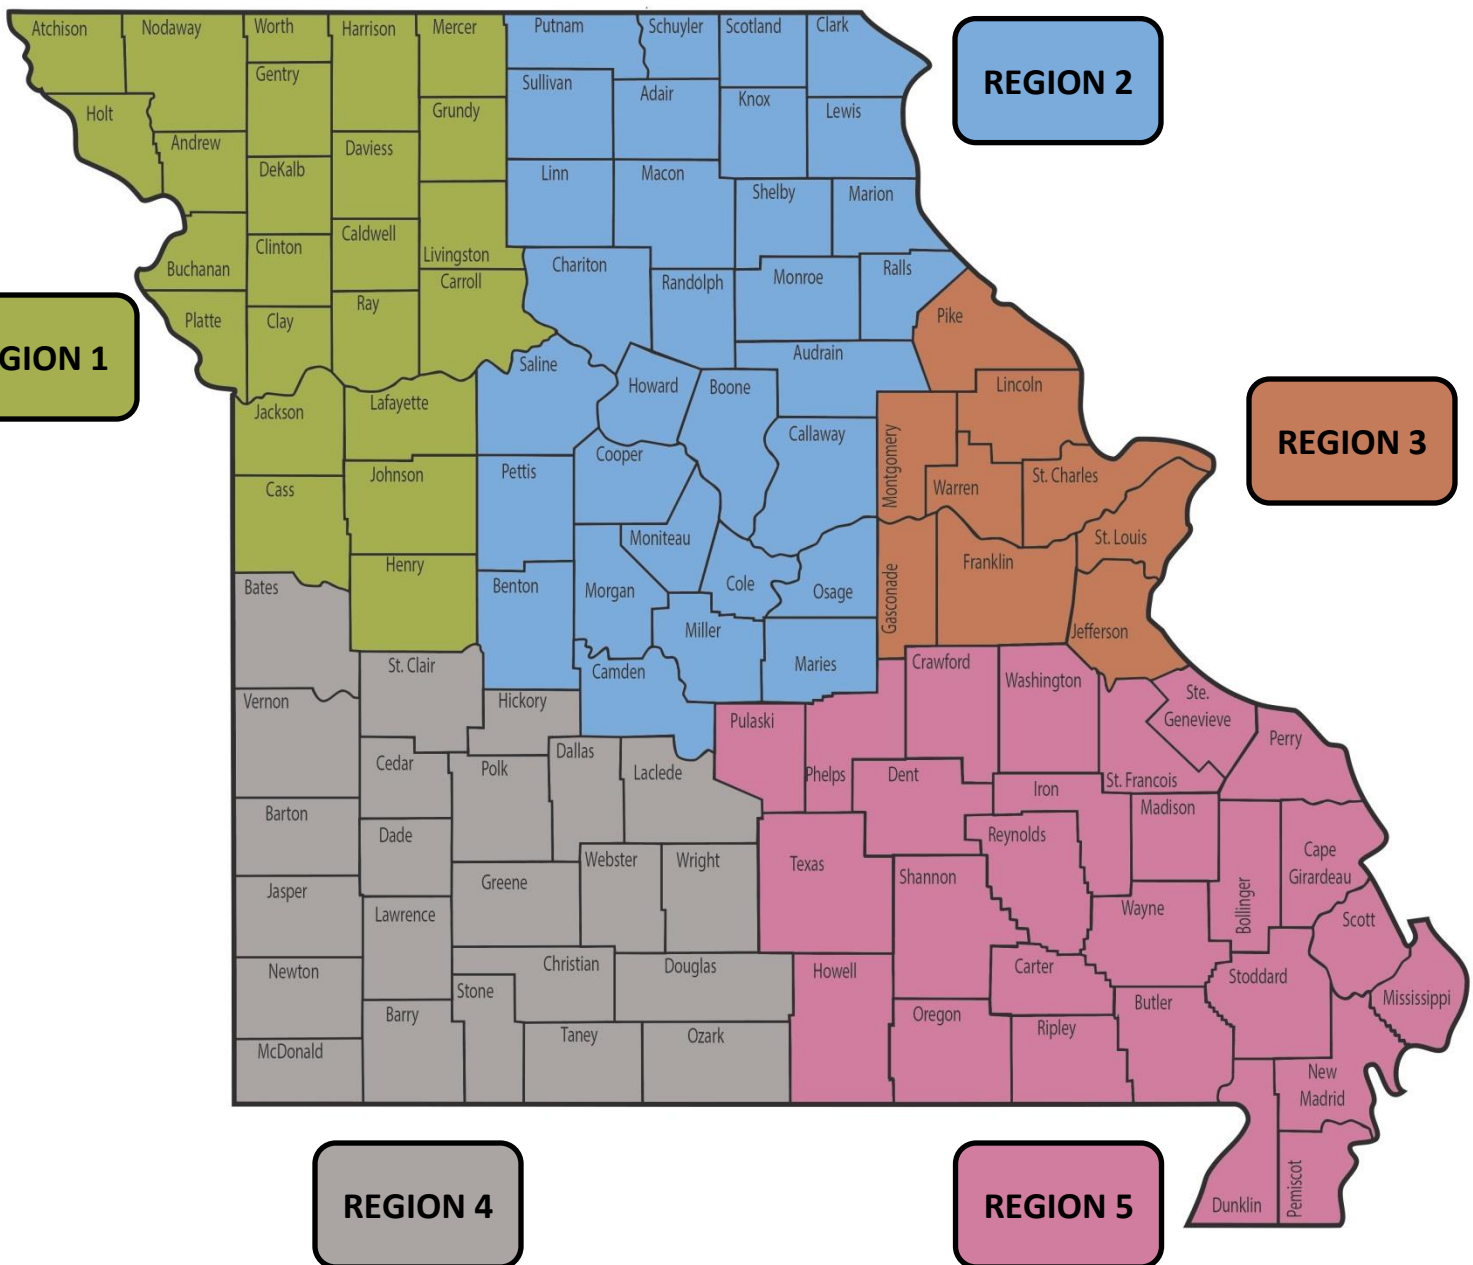 Atchison
Nodaway
Worth
Harrison
Mercer
Putnam
Schuyler
Scotland
Clark
REGION 2
Gentry
Sullivan
Adair
Knox
Lewis
Holt
Grundy
Andrew
Daviess
DeKalb
Linn
Macon
Shelby
Marion
Buchanan
Clinton
Caldwell
Livingston
Chariton
Randolph
Monroe
Ralls
Carroll
Platte
Clay
Ray
Pike
GION 1
Saline
Audrain
Howard
Boone
Lincoln
Jackson
Lafayette
Callaway
Montgomery
REGION 3
Cooper
Cass
Johnson
Pettis
Warren
St. Charles
Moniteau
St. Louis
Bates
Henry
Benton
Morgan
Cole
Osage
Gasconade
Franklin
Miller
Jefferson
St. Clair
Camden
Maries
Crawford
Washington
Ste.
Genevieve
Vernon
Hickory
Pulaski
Perry
Cedar
Polk
Dallas
Laclede
Phelps
Dent
Iron
St. Francois
Madison
Barton
Dade
Reynolds
Webster
Wright
Texas
Shannon
Cape
Girardeau
Jasper
Greene
Lawrence
Wayne
Bollinger
Scott
Newton
Christian
Douglas
Howell
Carter
Stoddard
Mississippi
Stone
Barry
Oregon
Butler
McDonald
Taney
Ozark
Ripley
New
Madrid
REGION 4
REGION 5
Dunklin
Pemiscot